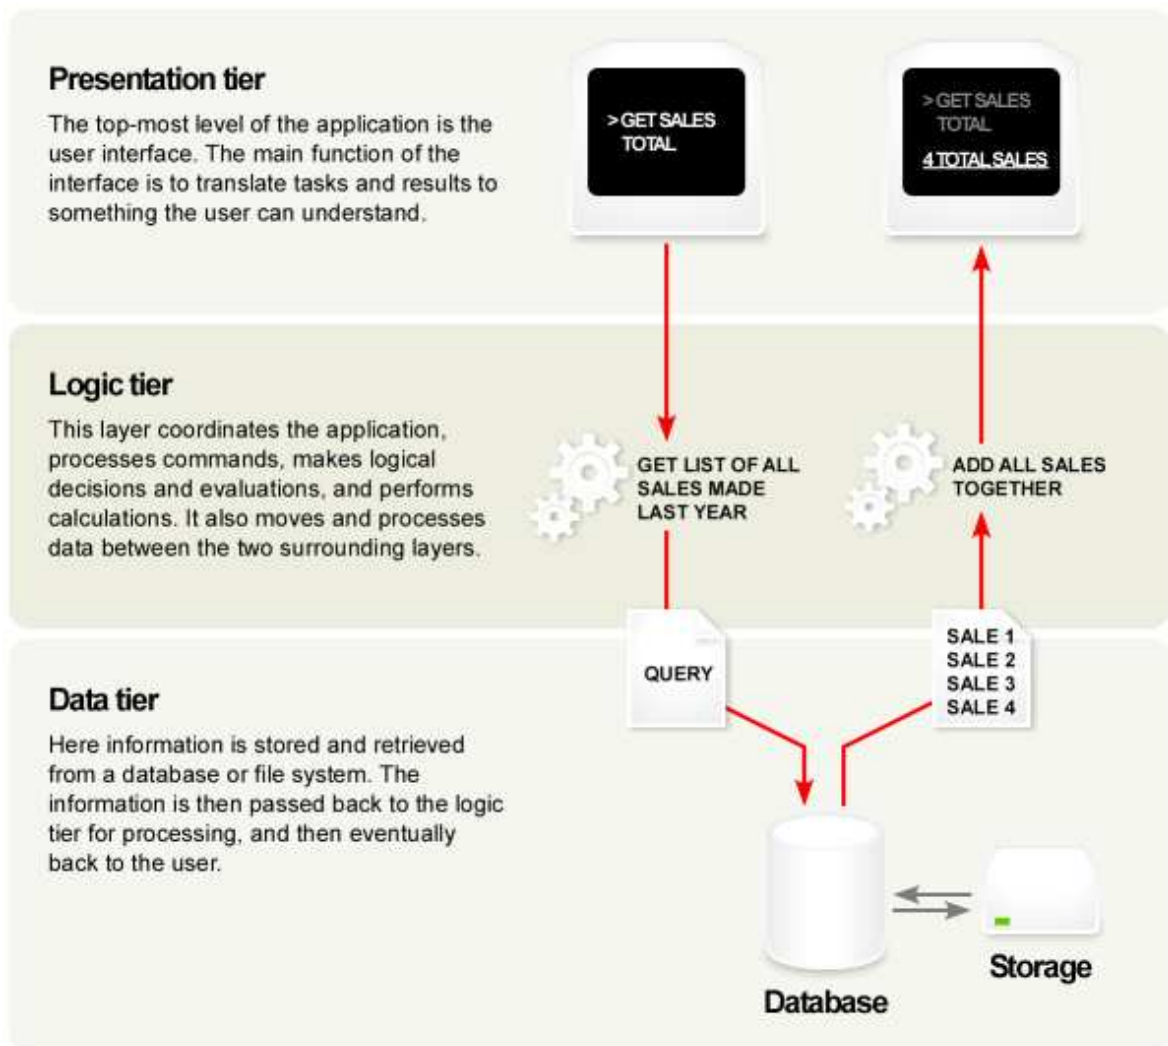 Presentation tier
The top-most level of the application is the
user interface. The main function of the
interface is to translate tasks and results to
something the user can understand.
>GET SALES
TOTAL
>GET SALES
TOTAL
4 TOTAL SALES
Logic tier
This layer coordinates the application,
processes commands, makes logical
decisions and evaluations, and performs
calculations. It also moves and processes
data between the two surrounding layers.
GET LIST OF ALL
SALES MADE
LAST YEAR
ADD ALL SALES
TOGETHER
Data tier
Here information is stored and retrieved
from a database or file system. The
information is then passed back to the logic
tier for processing, and then eventually
back to the user.
QUERY
SALE 1
SALE 2
SALE 3
SALE 4
Database
Storage